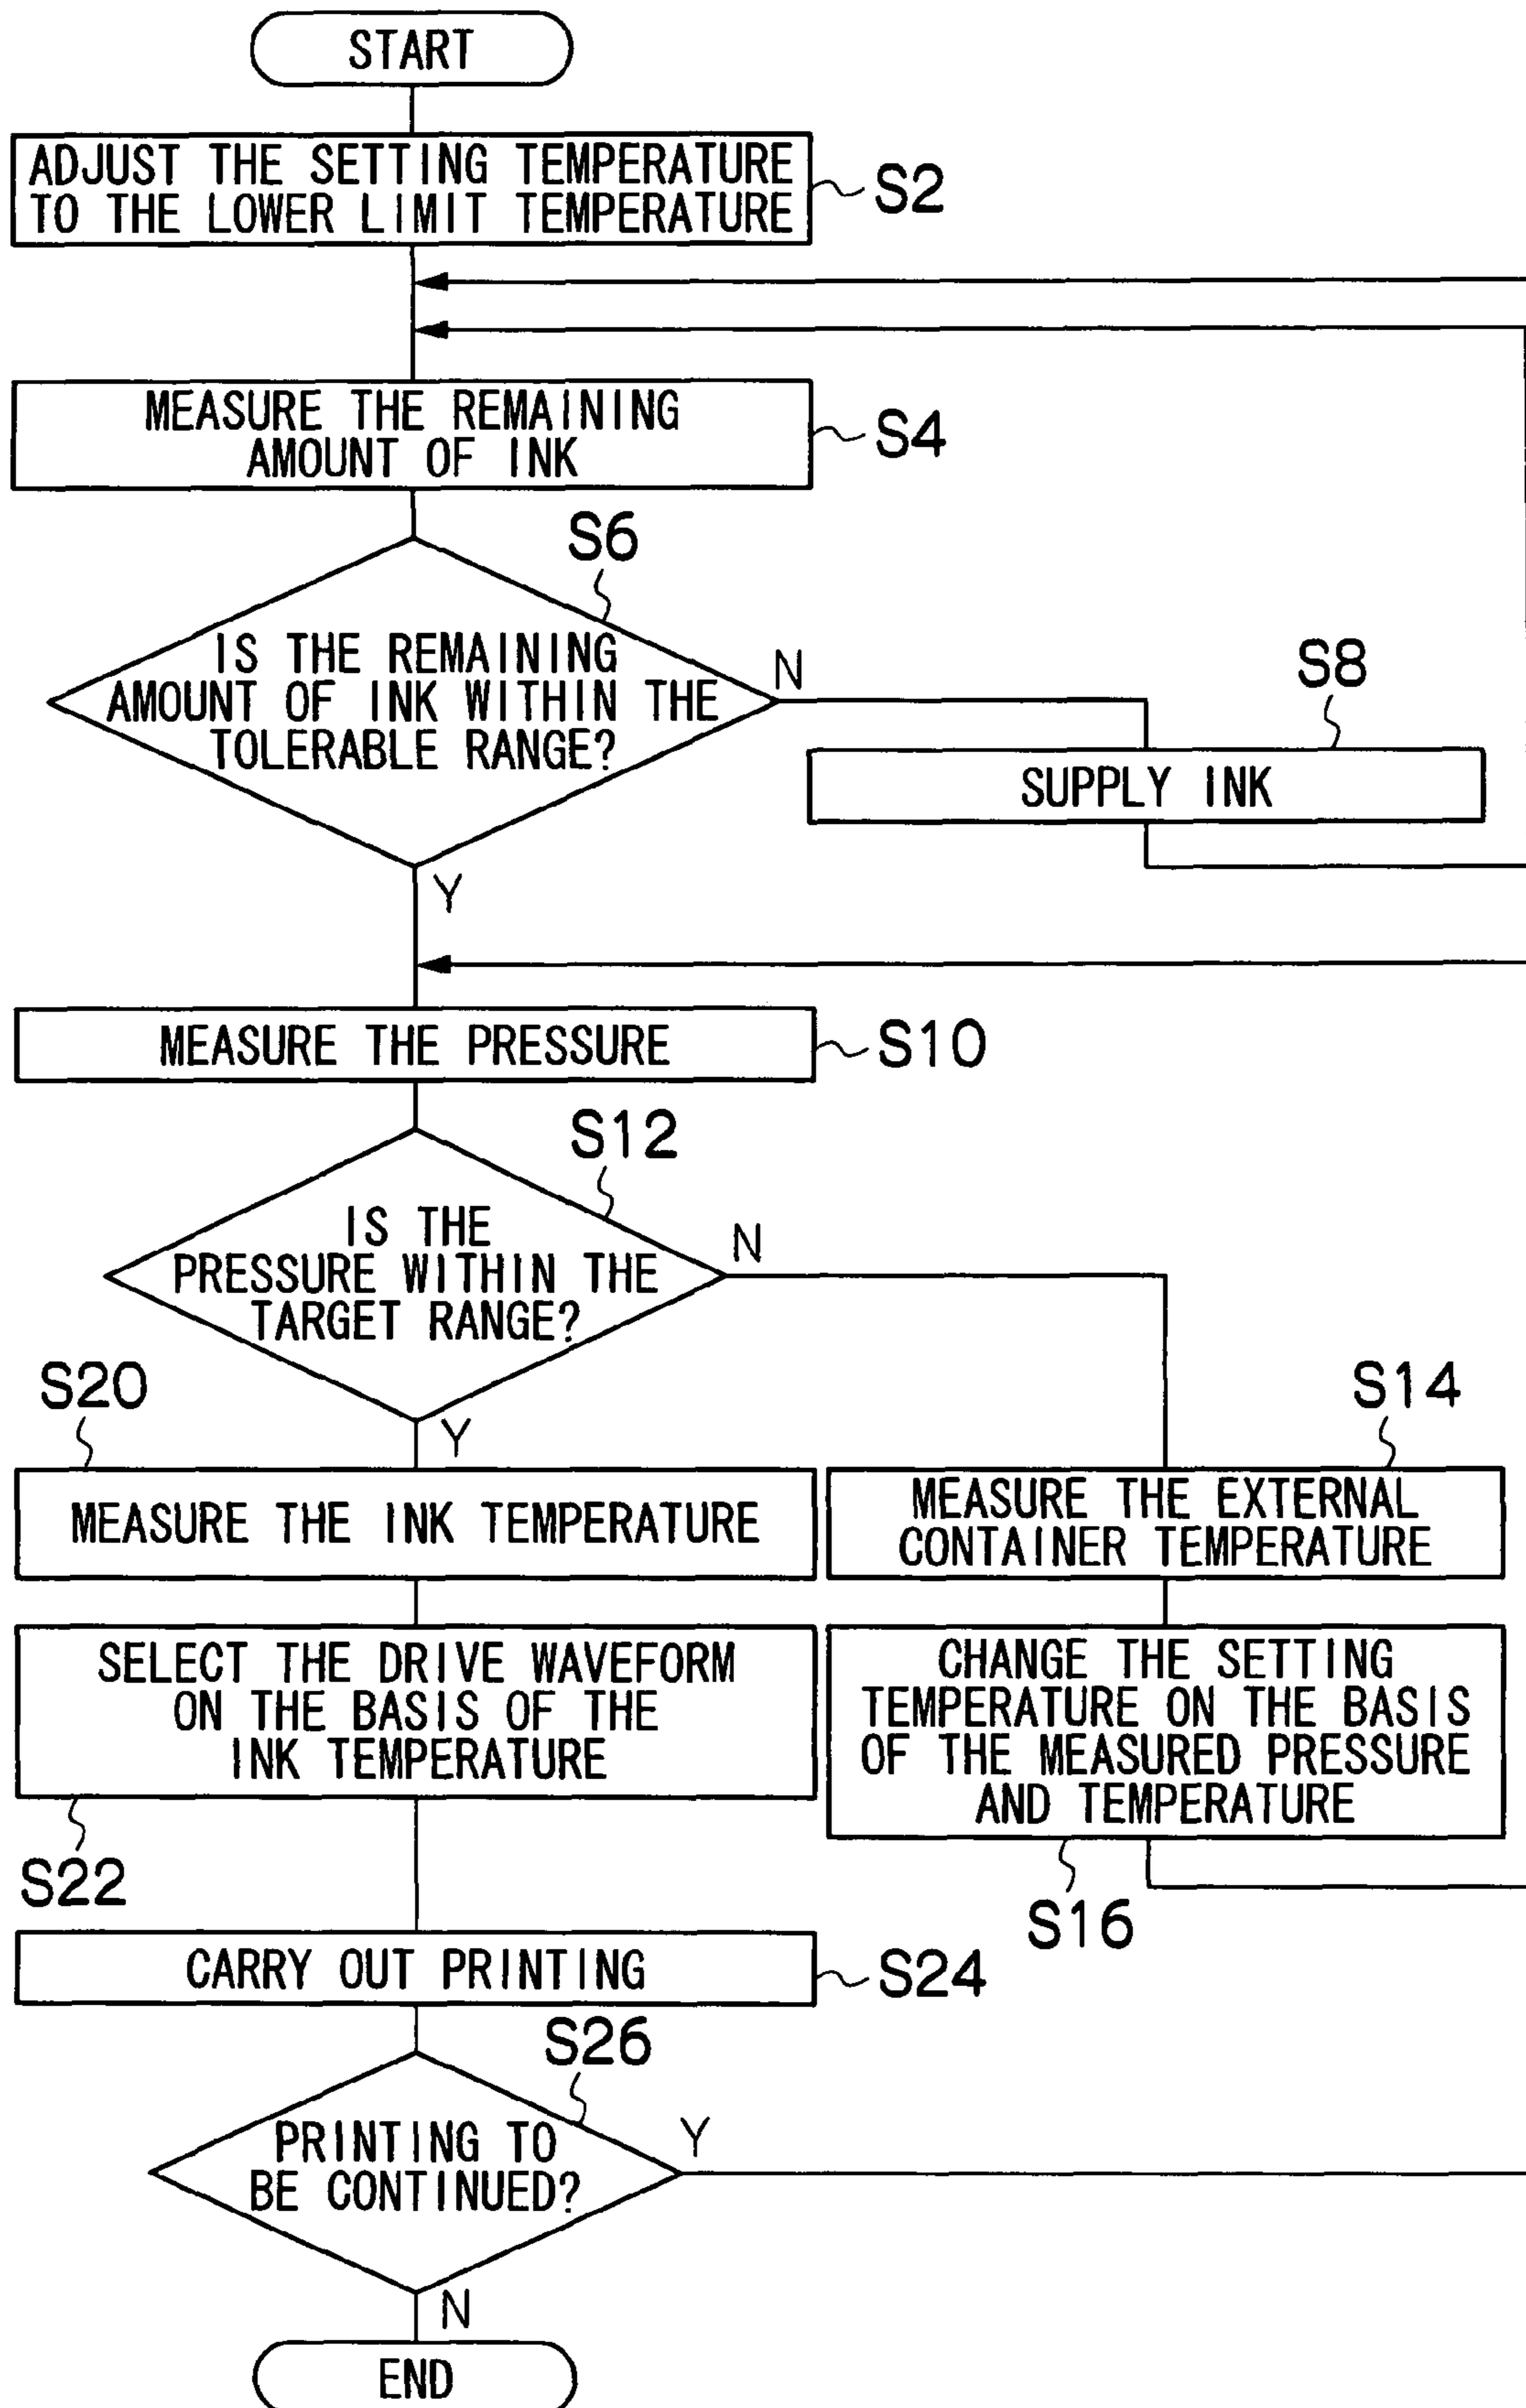 START
ADJUST THE SETTING TEMPERATURE
TO THE LOWER LIMIT TEMPERATURE
S2
MEASURE THE REMAINING
AMOUNT OF INK
S4
S6
IS THE REMAINING
AMOUNT OF INK WITHIN THE
TOLERABLE RANGE?
N
S8
SUPPLY INK
Y
MEASURE THE PRESSURE
S10
S12
IS THE
PRESSURE WITHIN THE
TARGET RANGE?
N
Y
S14
MEASURE THE EXTERNAL
CONTAINER TEMPERATURE
CHANGE THE SETTING
TEMPERATURE ON THE BASIS
OF THE MEASURED PRESSURE
AND TEMPERATURE
S16
S20
MEASURE THE INK TEMPERATURE
SELECT THE DRIVE WAVEFORM
ON THE BASIS OF THE
INK TEMPERATURE
S22
CARRY OUT PRINTING
S24
S26
PRINTING TO
BE CONTINUED?
Y
N
END